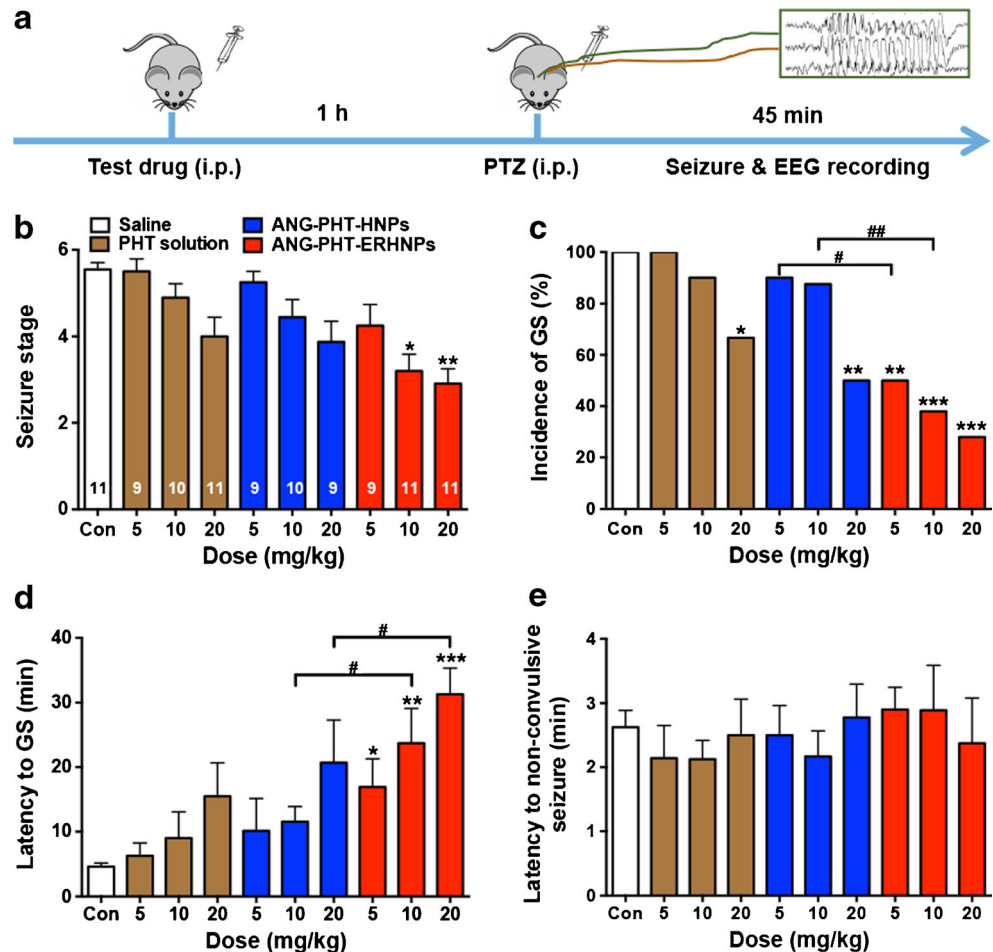 a
1 h
45 min
Test drug (i.p.)
PTZ (i.p.)
Seizure & EEG recording
b
Saline
PHT solution
ANG-PHT-HNPs
ANG-PHT-ERHNPs
Seizure stage
6
4
2
0
*
**
11 9 10 11 9 10 9 9 11 11
Con 5 10 20 5 10 20 5 10 20
Dose (mg/kg)
c
Incidence of GS (%)
100
80
60
40
20
0
##
#
*
**
**
***
***
Con 5 10 20 5 10 20 5 10 20
Dose (mg/kg)
d
Latency to GS (min)
40
30
20
10
0
#
#
*
**
***
Con 5 10 20 5 10 20 5 10 20
Dose (mg/kg)
e
Latency to non-convulsive
seizure (min)
4
3
2
1
0
Con 5 10 20 5 10 20 5 10 20
Dose (mg/kg)